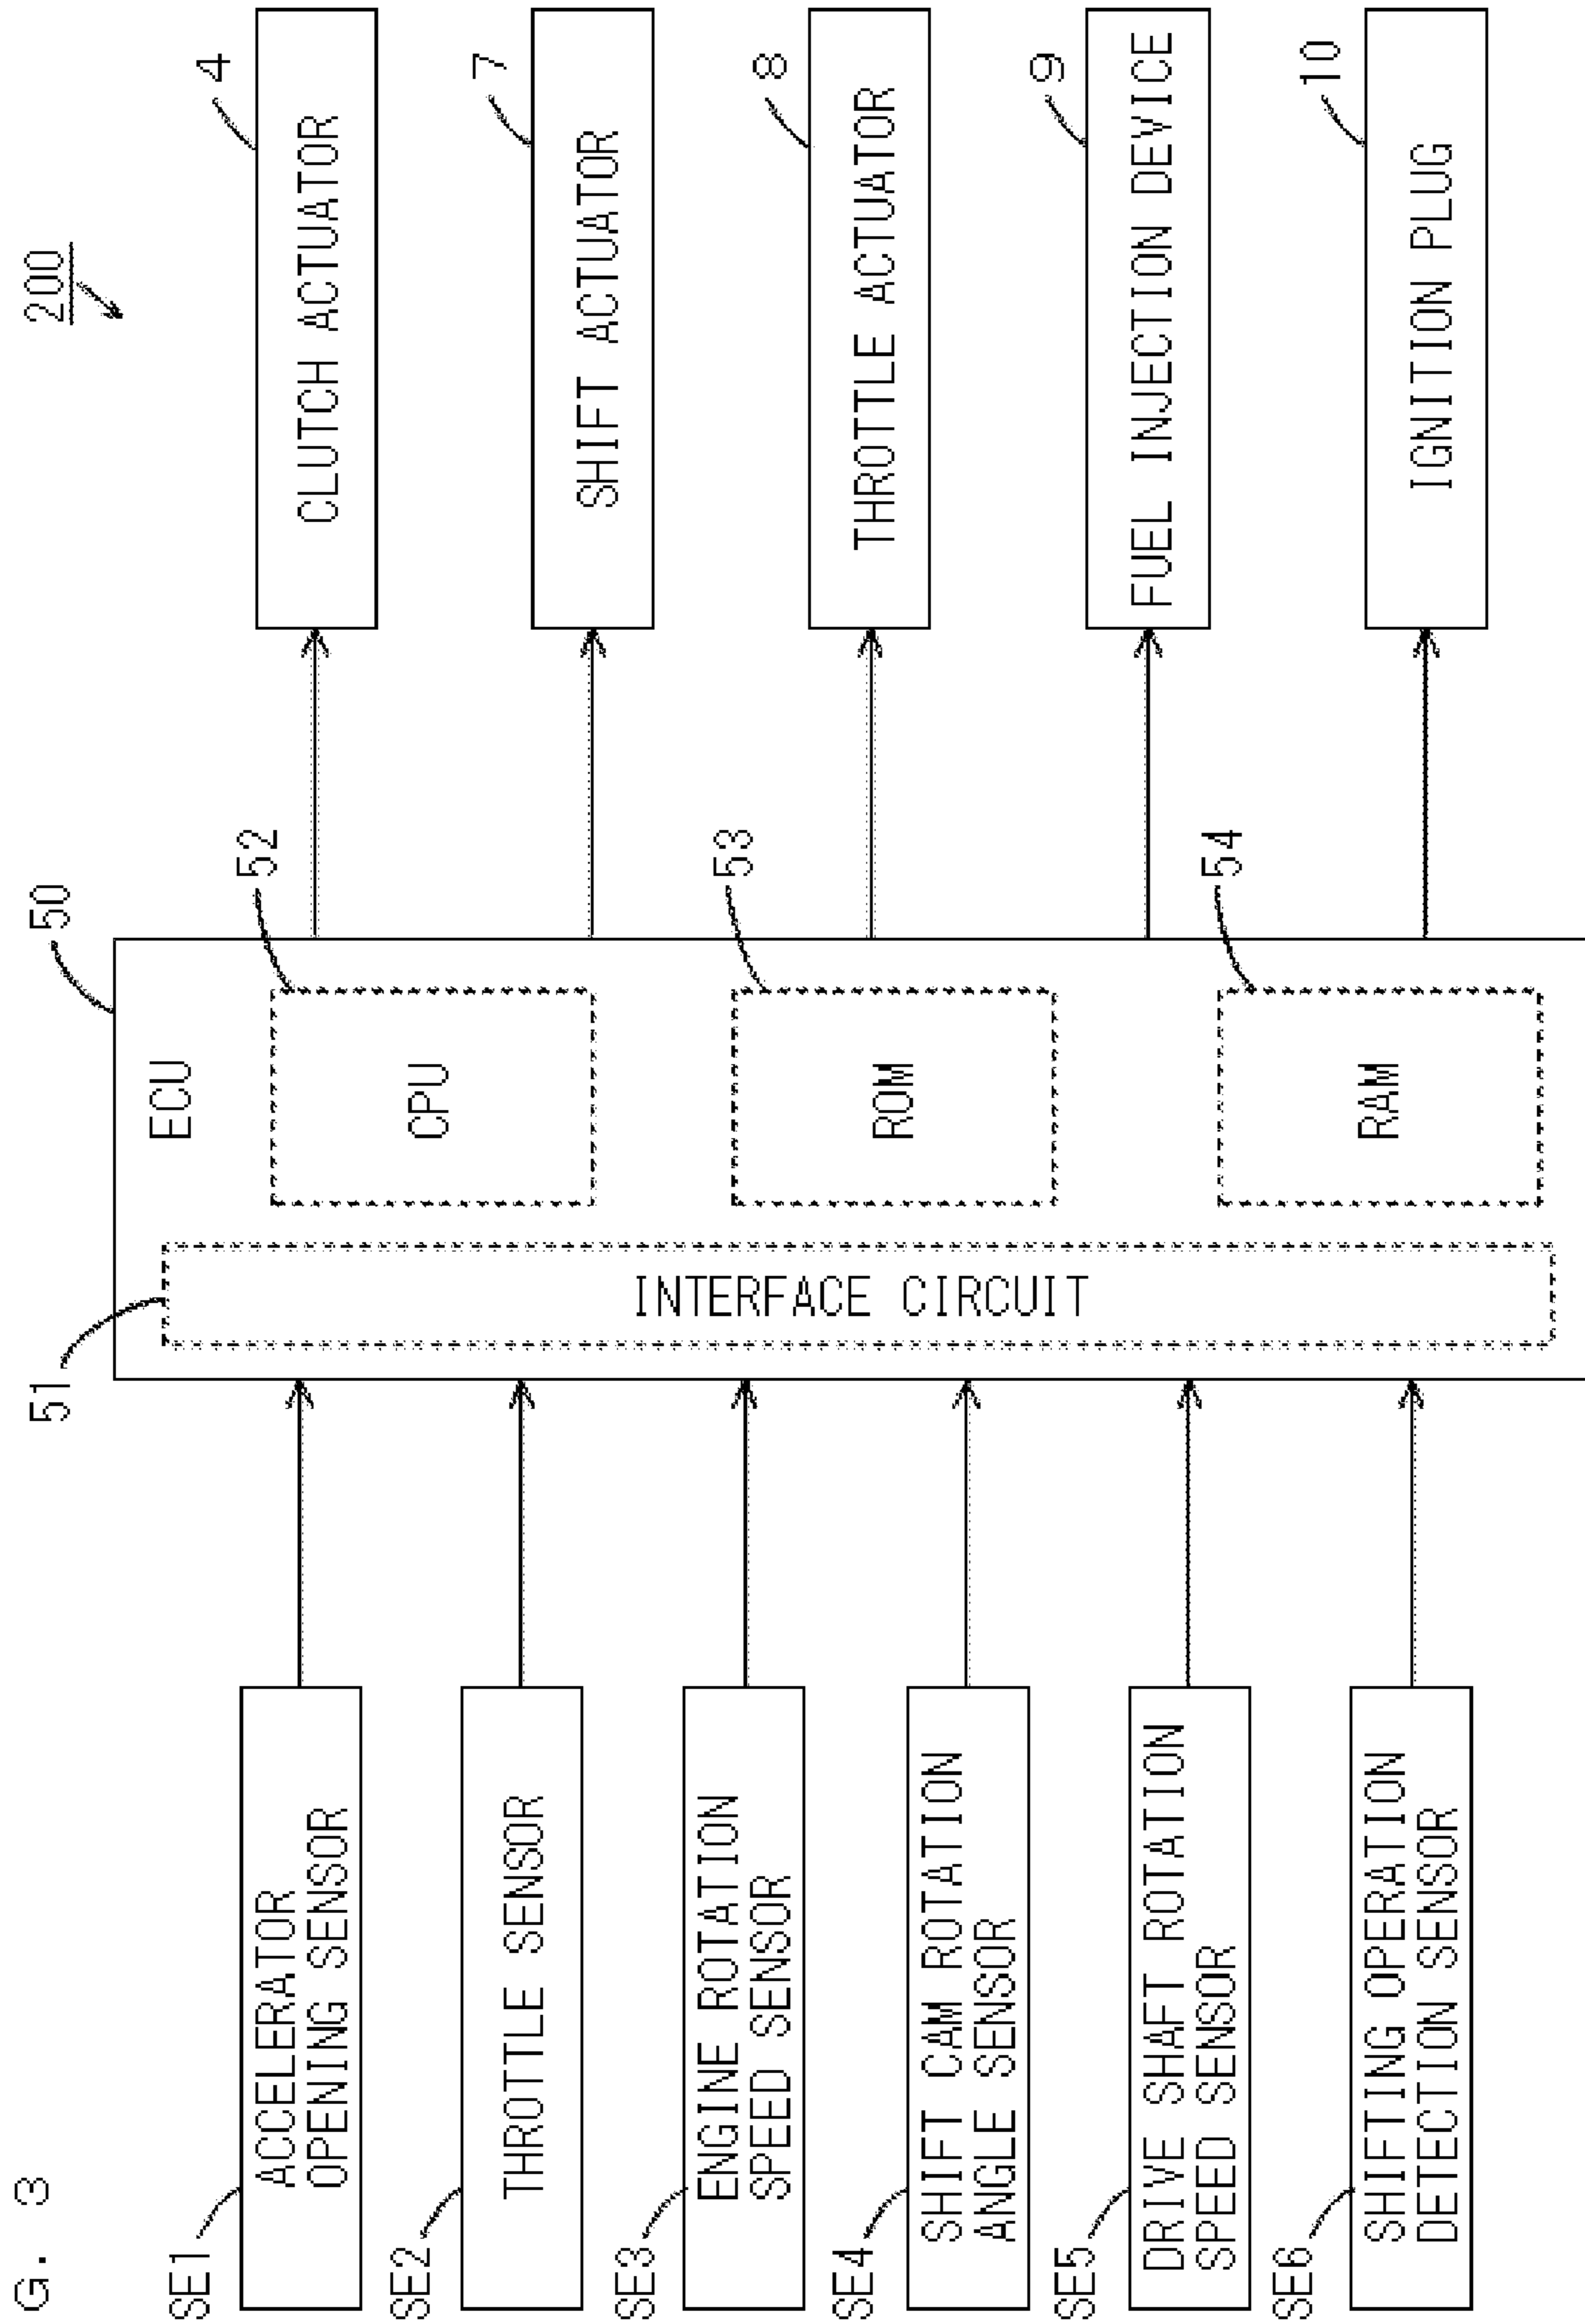 G. 3
200
SE1
ACCELERATOR
OPENING SENSOR
SE2
THROTTLE SENSOR
SE3
ENGINE ROTATION
SPEED SENSOR
SE4
SHIFT CAM ROTATION
ANGLE SENSOR
SE5
DRIVE SHAFT ROTATION
SPEED SENSOR
SE6
SHIFTING OPERATION
DETECTION SENSOR
50
ECU
51
INTERFACE CIRCUIT
52
CPU
53
ROM
54
RAM
4
CLUTCH ACTUATOR
7
SHIFT ACTUATOR
8
THROTTLE ACTUATOR
9
FUEL INJECTION DEVICE
10
IGNITION PLUG